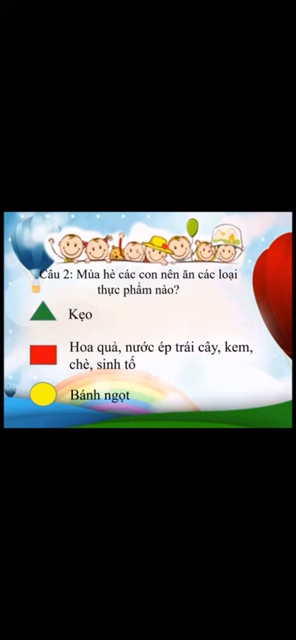 Câu 2: Mùa hè các con nên ăn các loại
thực phẩm nào?
Kẹo
Hoa quả, nước ép trái cây, kem,
chè, sinh tố
Bánh ngọt